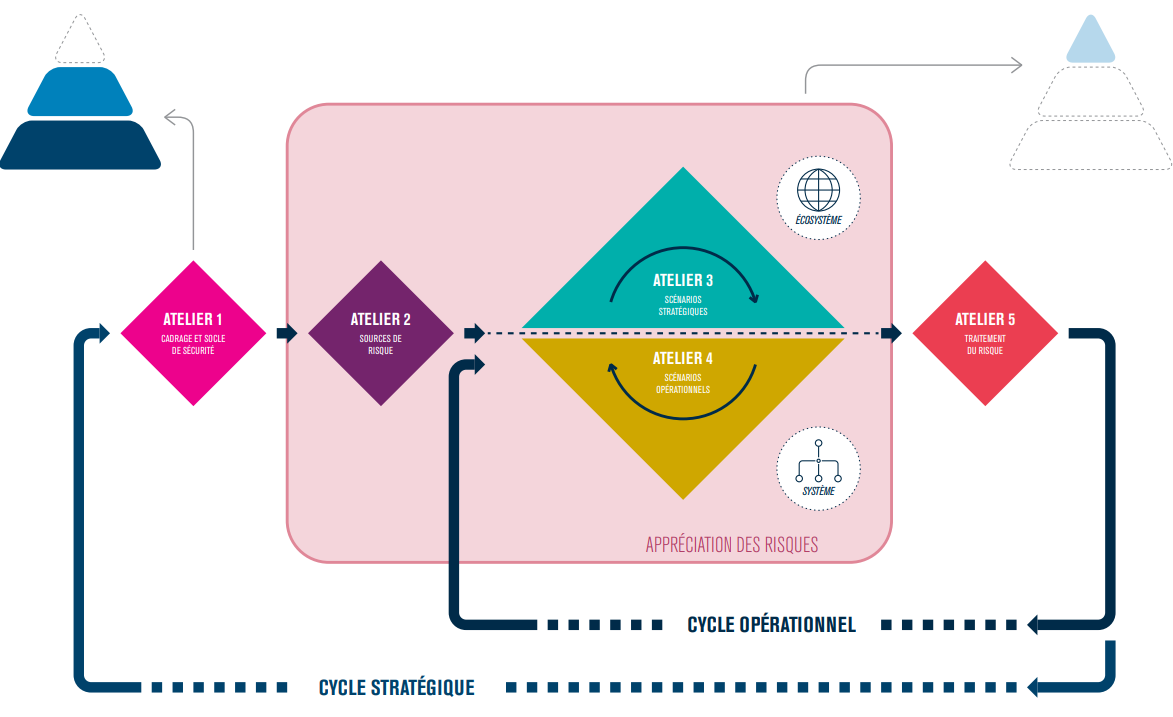 ÉCOSYSTÈME
ATELIER 1
CADRAGE ET SOCLE
DE SÉCURITÉ
ATELIER 2
SOURCES DE
RISQUE
ATELIER 3
SCÉNARIOS
STRATÉGIQUES
ATELIER 4
SCÉNARIOS
OPÉRATIONNELS
ATELIER 5
TRAITEMENT
DU RISQUE
SYSTÈME
APPRÉCIATION DES RISQUES
CYCLE OPÉRATIONNEL
CYCLE STRATÉGIQUE